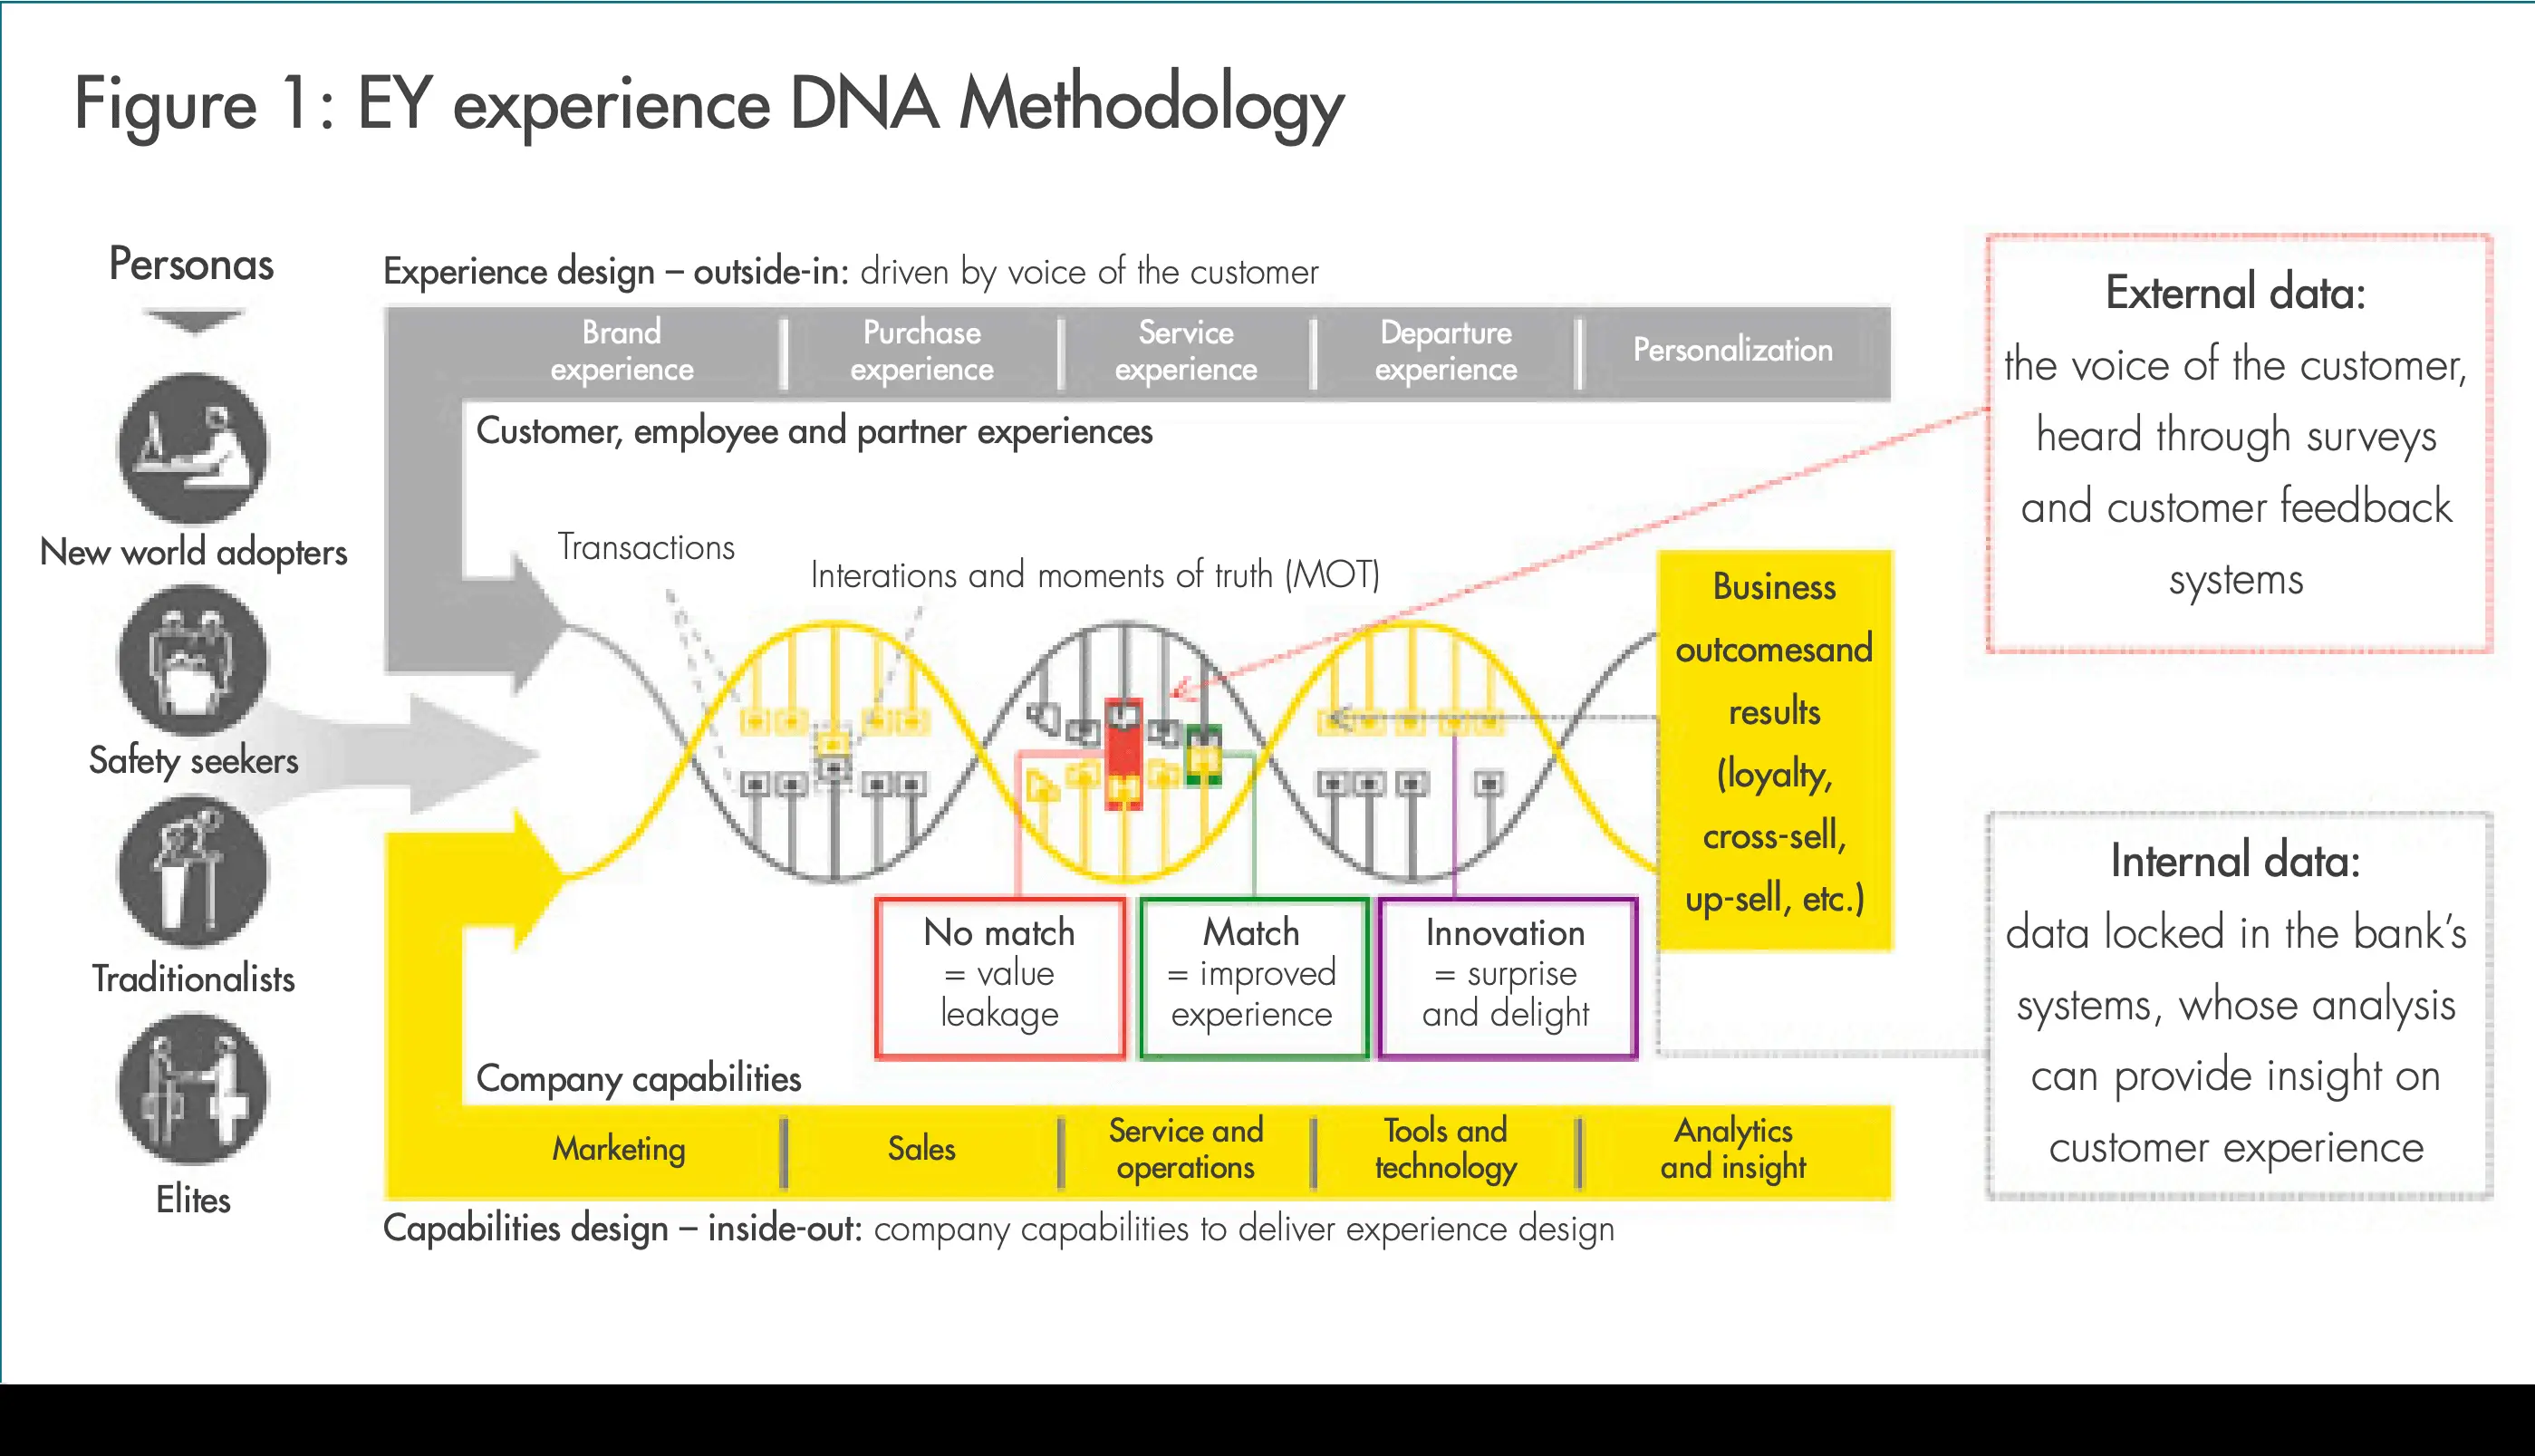 Figure 1: EY experience DNA Methodology
Personas
New world adopters
Safety seekers
Traditionalists
Elites
Experience design – outside-in: driven by voice of the customer
Brand
experience
Purchase
experience
Service
experience
Departure
experience
Personalization
Customer, employee and partner experiences
Transactions
Interations and moments of truth (MOT)
No match
= value
leakage
Match
= improved
experience
Innovation
= surprise
and delight
Business
outcomesand
results
(loyalty,
cross-sell,
up-sell, etc.)
Company capabilities
Marketing
Sales
Service and
operations
Tools and
technology
Analytics
and insight
Capabilities design – inside-out: company capabilities to deliver experience design
External data:
the voice of the customer,
heard through surveys
and customer feedback
systems
Internal data:
data locked in the bank’s
systems, whose analysis
can provide insight on
customer experience